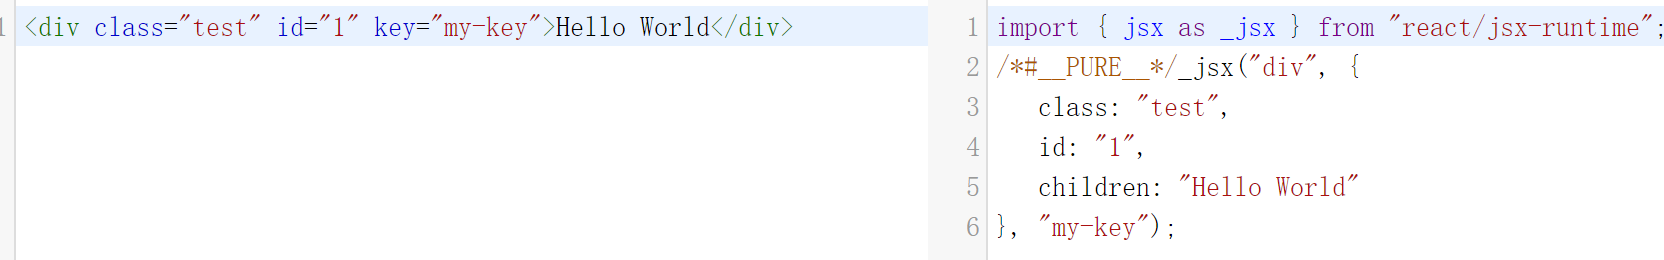 1 <div class="test" id="1" key="my-key">Hello World</div>
1 import { jsx as _jsx } from "react/jsx-runtime";
2 /*#__PURE__*/_jsx("div", {
3 class: "test",
4 id: "1",
5 children: "Hello World"
6 }, "my-key");